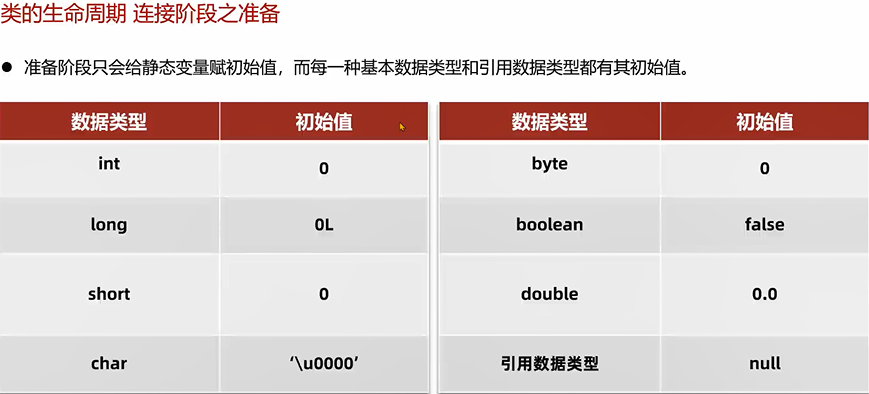 类的生命周期 连接阶段之准备
● 准备阶段只会给静态变量赋初始值，而每一种基本数据类型和引用数据类型都有其初始值。
数据类型 初始值 数据类型 初始值
int 0 byte 0
long 0L boolean false
short 0 double 0.0
char ‘\u0000’ 引用数据类型 null